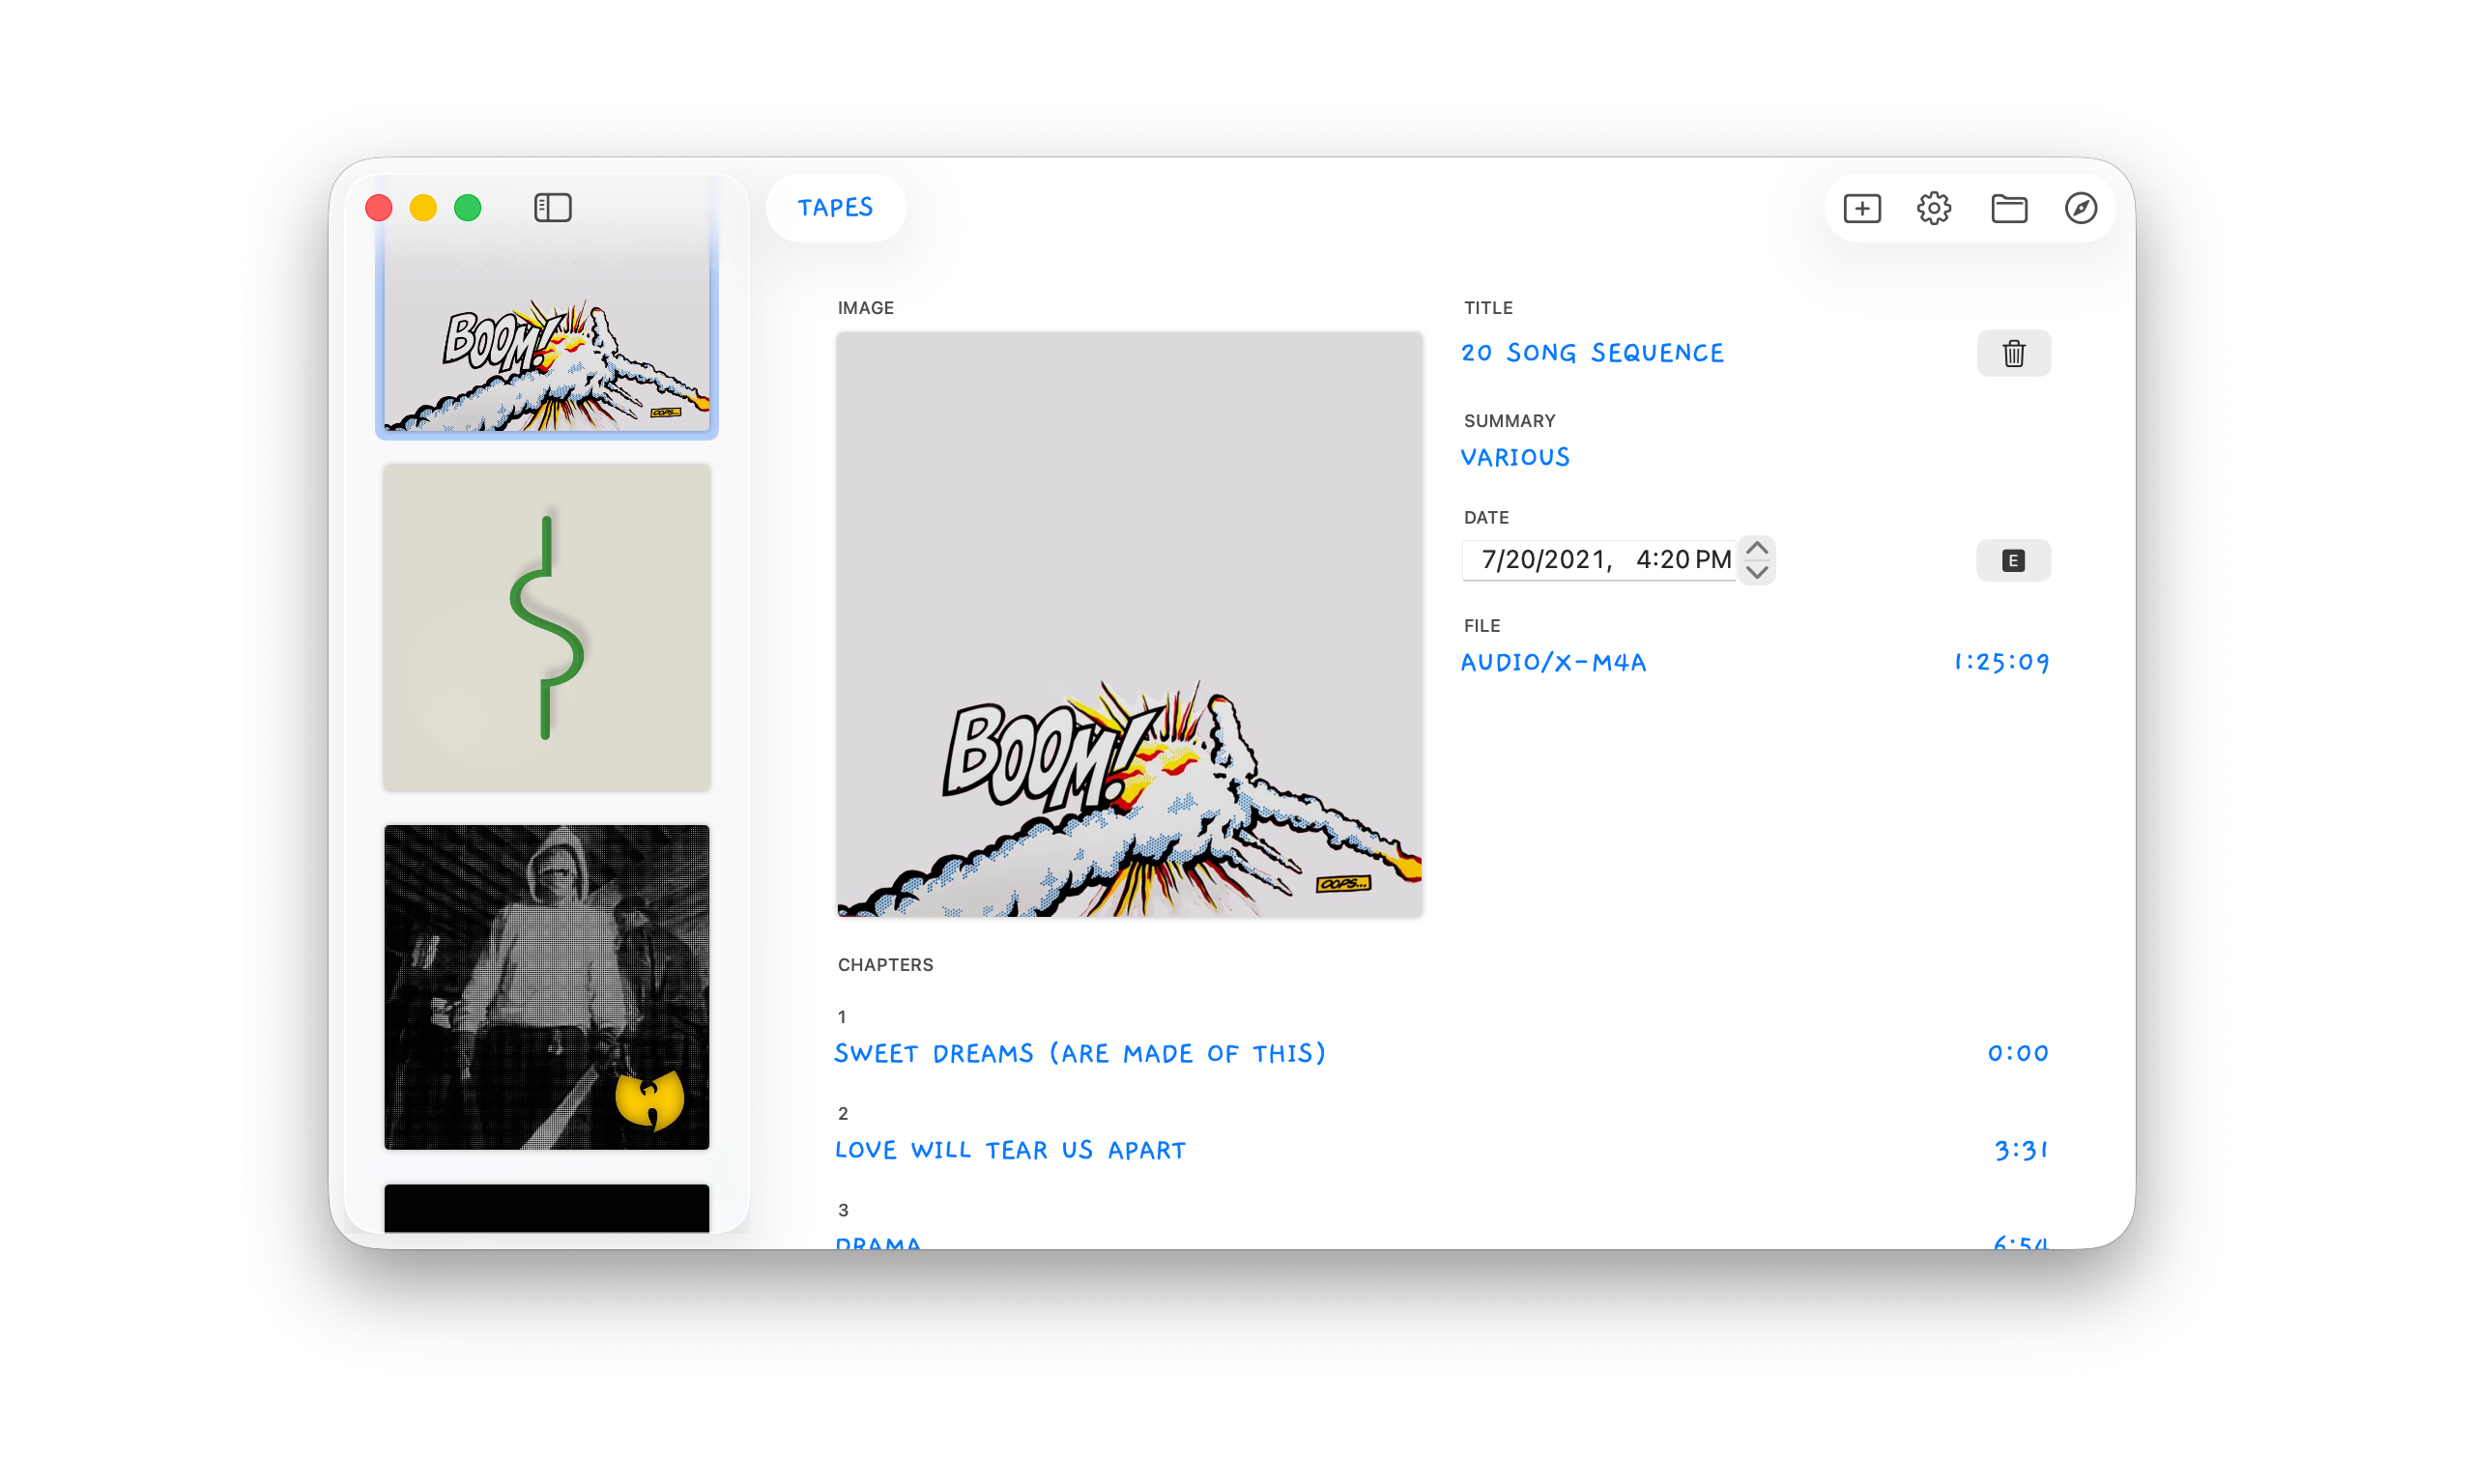 TAPES
BOOM!
OOPS...
IMAGE
BOOM!
OOPS...
TITLE
20 SONG SEQUENCE
SUMMARY
VARIOUS
DATE
7/20/2021, 4:20 PM
E
FILE
AUDIO/X-M4A 1:25:09
CHAPTERS
1
SWEET DREAMS (ARE MADE OF THIS) 0:00
2
LOVE WILL TEAR US APART 3:31
3
DRAMA 6:54